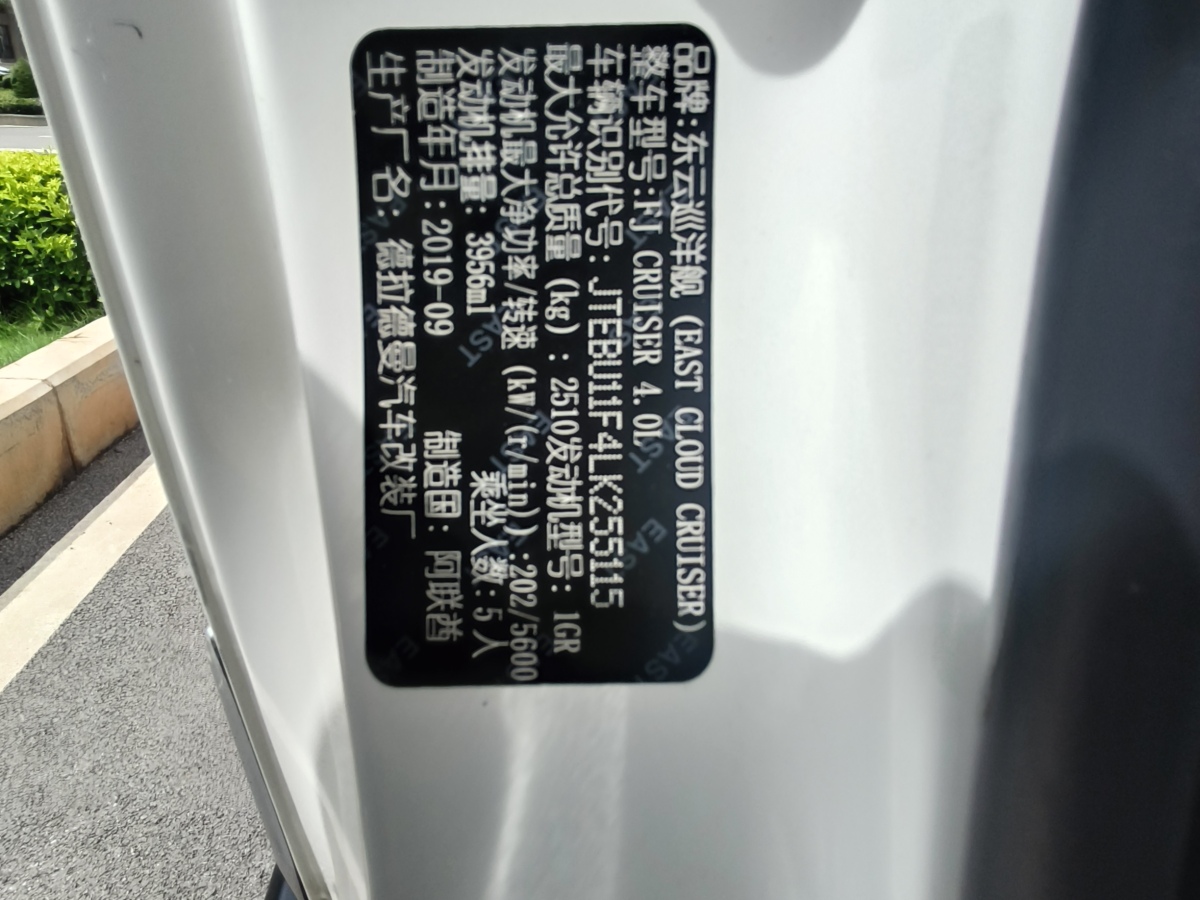 品牌:东云巡洋舰 (EAST CLOUD CRUISER)
整车型号:FJ CRUISER 4.0L
车辆识别代号: JTEBU11F4LK255115
最大允许总质量 (kg) : 2510发动机型号: 1GR
发动机最大净功率/转速 (kW/(r/min)):202/5600
发动机排量: 3956ml 乘坐人数:5人
制造年月:2019-09 制造国: 阿联酋
生产厂名: 德拉德曼汽车改装厂